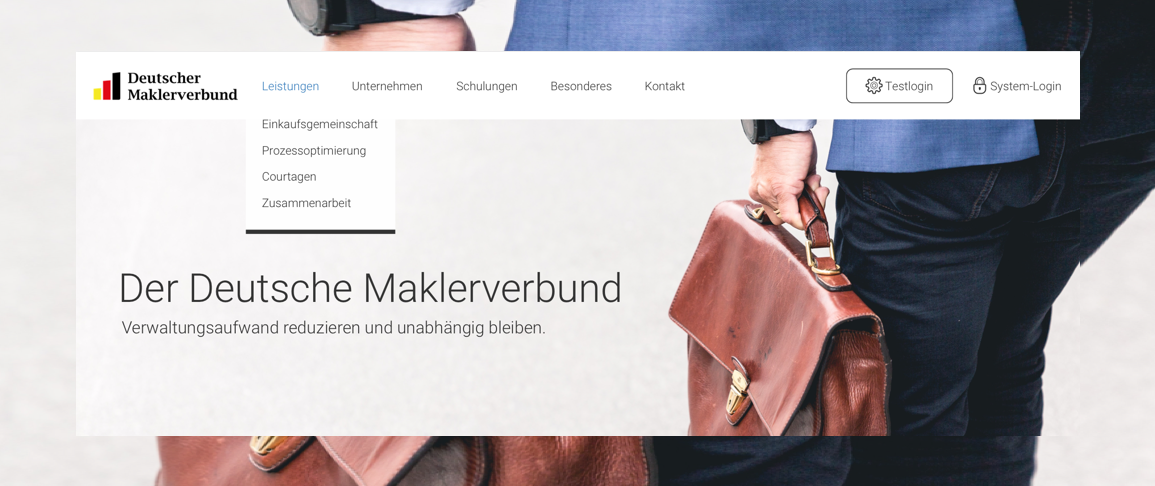 Deutscher
Maklerverbund
Leistungen Unternehmen Schulungen Besonderes Kontakt Testlogin System-Login
Einkaufsgemeinschaft
Prozessoptimierung
Courtagen
Zusammenarbeit
Der Deutsche Maklerverbund
Verwaltungsaufwand reduzieren und unabhängig bleiben.